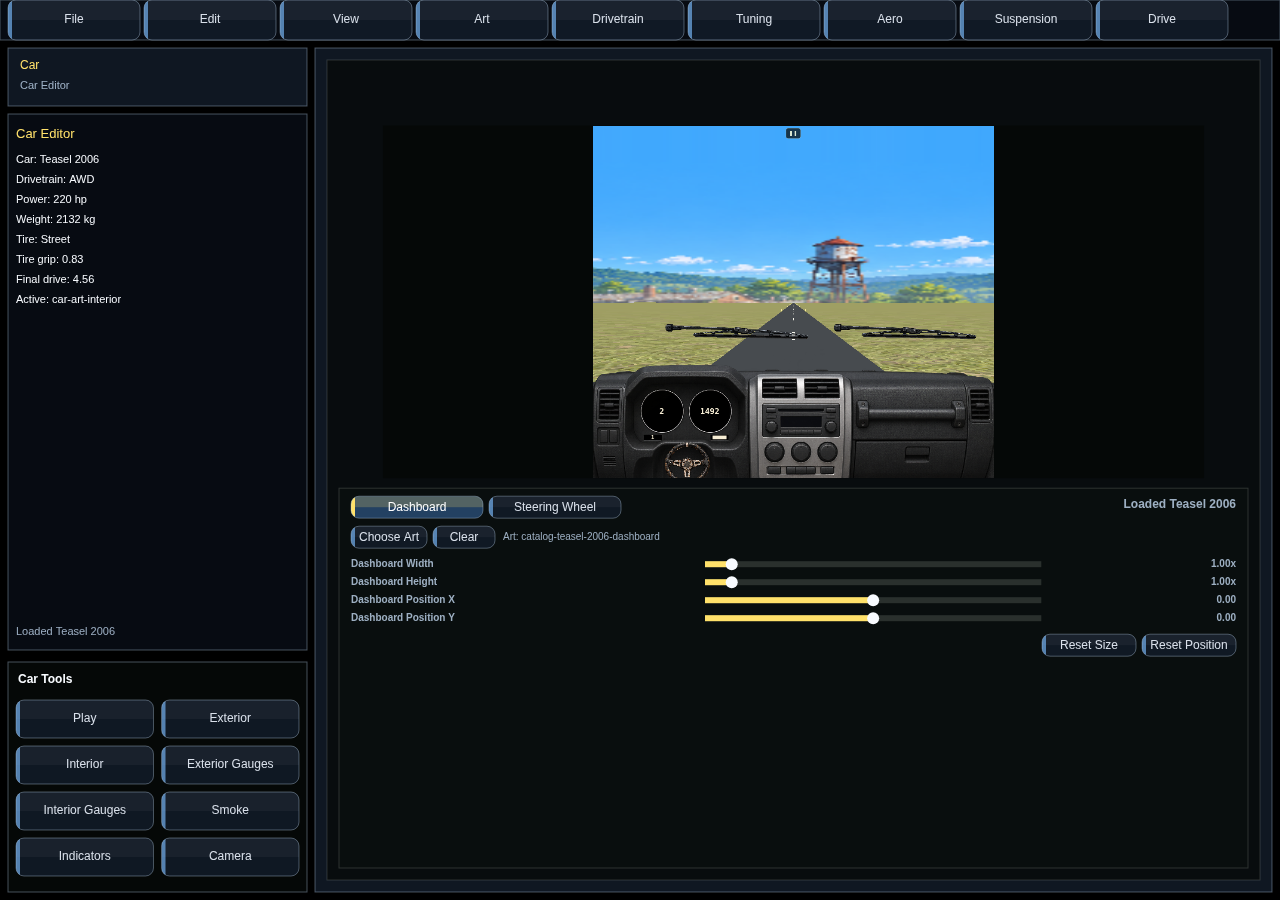 File Edit View Art Drivetrain Tuning Aero Suspension Drive
Car
Car Editor
Car Editor
Car: Teasel 2006
Drivetrain: AWD
Power: 220 hp
Weight: 2132 kg
Tire: Street
Tire grip: 0.83
Final drive: 4.56
Active: car-art-interior
Loaded Teasel 2006
Car Tools
Play Exterior
Interior Exterior Gauges
Interior Gauges Smoke
Indicators Camera
2 1492
1
Dashboard Steering Wheel Loaded Teasel 2006
Choose Art Clear Art: catalog-teasel-2006-dashboard
Dashboard Width 1.00x
Dashboard Height 1.00x
Dashboard Position X 0.00
Dashboard Position Y 0.00
Reset Size Reset Position